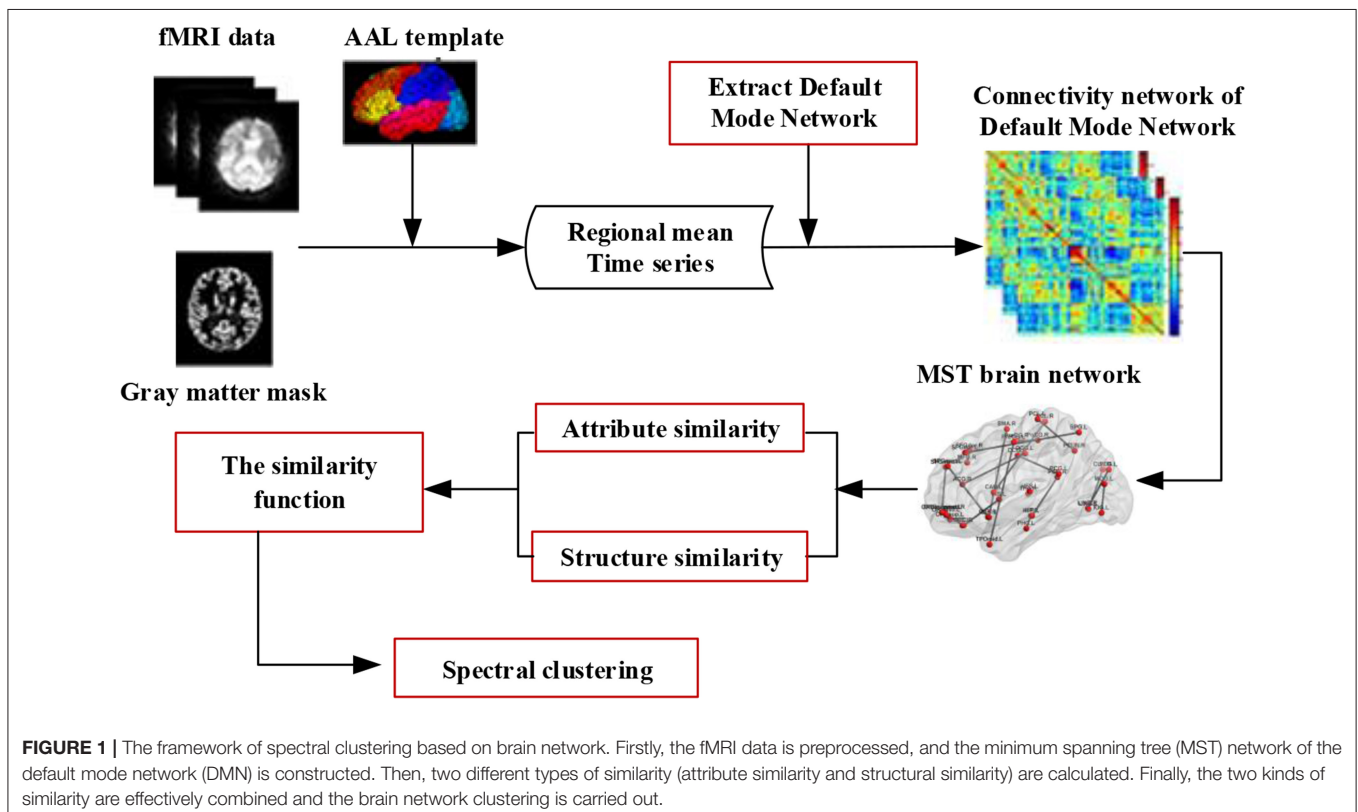 fMRI data
AAL template
Extract Default
Mode Network
Connectivity network of
Default Mode Network
Regional mean
Time series
Gray matter mask
MST brain network
Attribute similarity
The similarity
function
Structure similarity
Spectral clustering
FIGURE 1 | The framework of spectral clustering based on brain network. Firstly, the fMRI data is preprocessed, and the minimum spanning tree (MST) network of the
default mode network (DMN) is constructed. Then, two different types of similarity (attribute similarity and structural similarity) are calculated. Finally, the two kinds of
similarity are effectively combined and the brain network clustering is carried out.